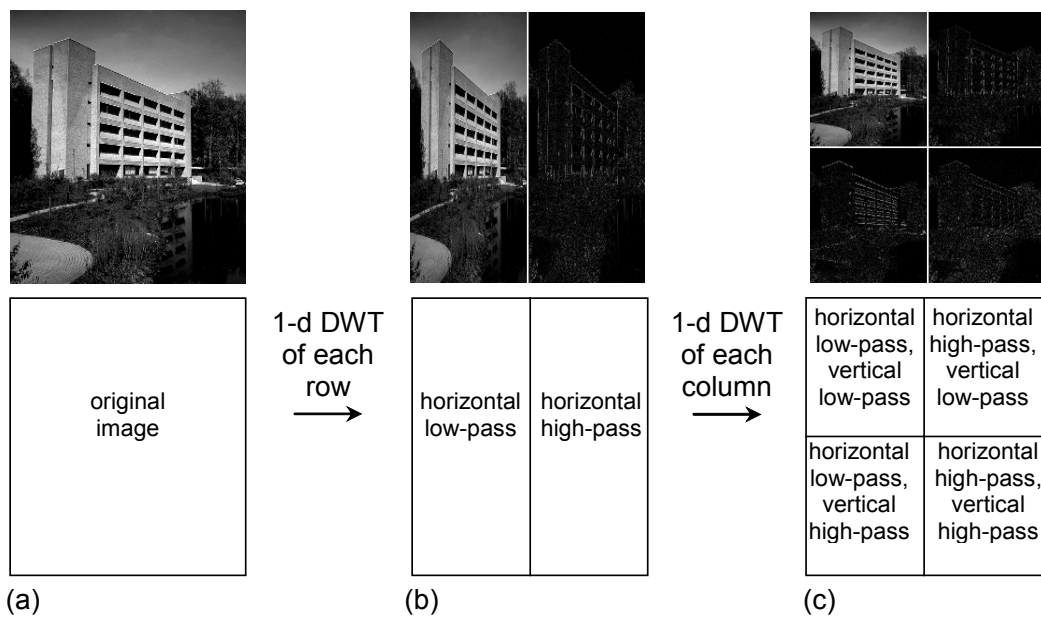 original
image
(a)
1-d DWT
of each
row
horizontal
low-pass
horizontal
high-pass
(b)
1-d DWT
of each
column
horizontal
low-pass,
vertical
low-pass
horizontal
high-pass,
vertical
low-pass
horizontal
low-pass,
vertical
high-pass
horizontal
high-pass,
vertical
high-pass
(c)